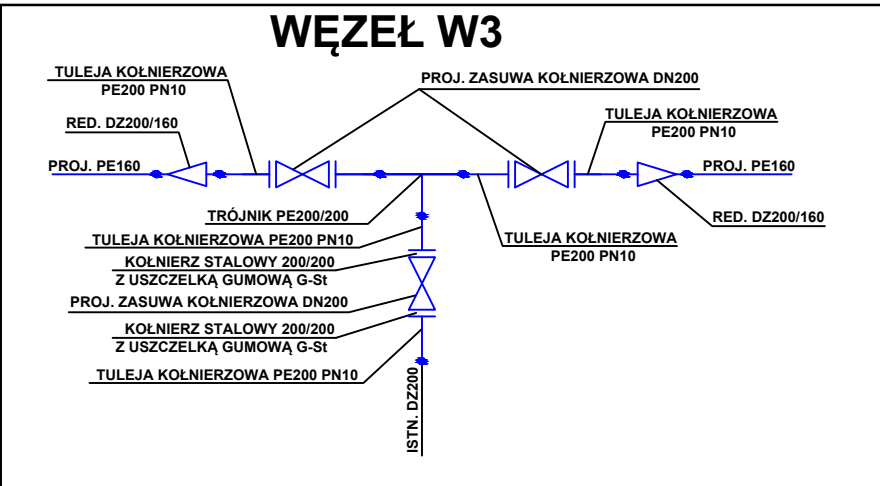 WĘZEŁ W3
TULEJA KOŁNIERZOWA
PE200 PN10
PROJ. ZASUWA KOŁNIERZOWA DN200
RED. DZ200/160
TULEJA KOŁNIERZOWA
PE200 PN10
PROJ. PE160
PROJ. PE160
TRÓJNIK PE200/200
RED. DZ200/160
TULEJA KOŁNIERZOWA PE200 PN10
TULEJA KOŁNIERZOWA
PE200 PN10
KOŁNIERZ STALOWY 200/200
Z USZCZELKĄ GUMOWĄ G-St
PROJ. ZASUWA KOŁNIERZOWA DN200
KOŁNIERZ STALOWY 200/200
Z USZCZELKĄ GUMOWĄ G-St
TULEJA KOŁNIERZOWA PE200 PN10
ISTN. DZ200